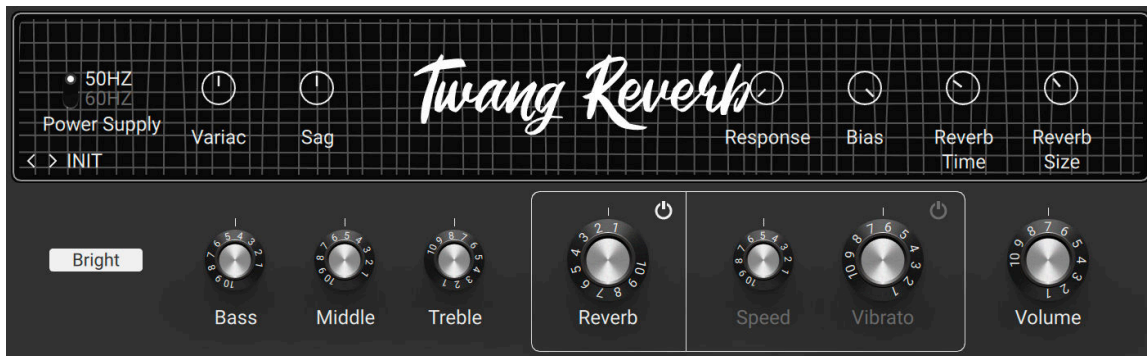 Twang Reverb
50HZ
60HZ
Power Supply
Variac
Sag
Response
Bias
Reverb
Time
Reverb
Size
< > INIT
Bright
Bass
Middle
Treble
Reverb
Speed
Vibrato
Volume